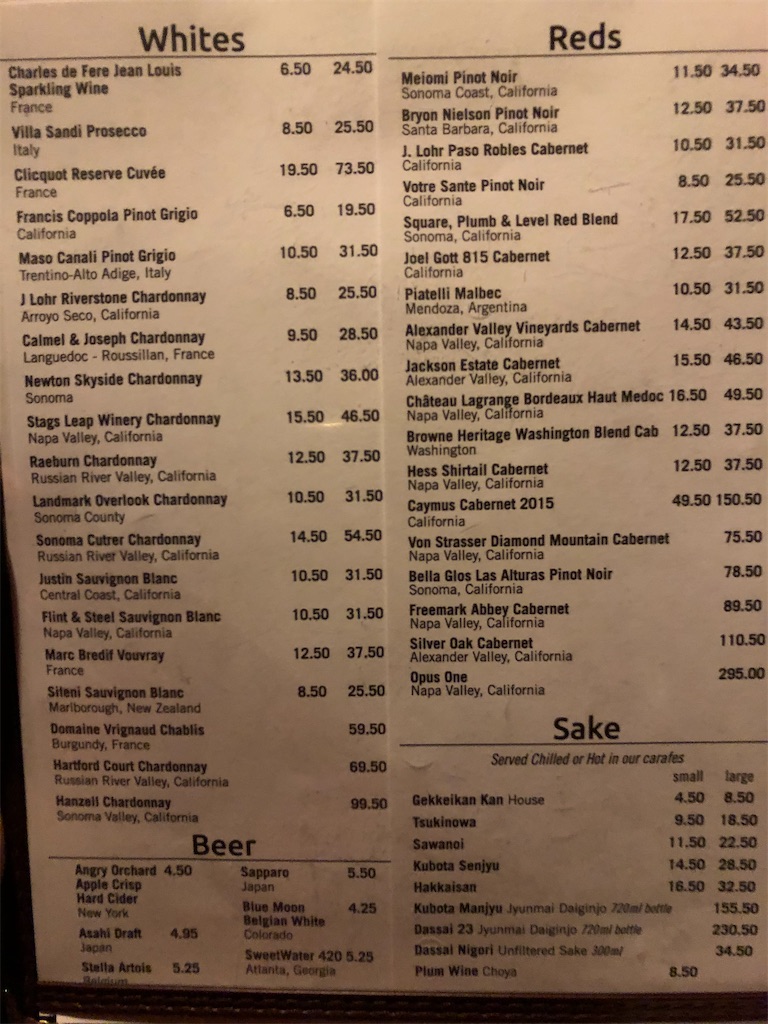 Whites
Charles de Fere Jean Louis 6.50 24.50
Sparkling Wine
France
Villa Sandi Prosecco 8.50 25.50
Italy
Clicquot Reserve Cuvée 19.50 73.50
France
Francis Coppola Pinot Grigio 6.50 19.50
California
Maso Canali Pinot Grigio 10.50 31.50
Trentino-Alto Adige, Italy
J Lohr Riverstone Chardonnay 8.50 25.50
Arroyo Seco, California
Calmel & Joseph Chardonnay 9.50 28.50
Languedoc - Roussillan, France
Newton Skyside Chardonnay 13.50 36.00
Sonoma
Stags Leap Winery Chardonnay 15.50 46.50
Napa Valley, California
Raeburn Chardonnay 12.50 37.50
Russian River Valley, California
Landmark Overlook Chardonnay 10.50 31.50
Sonoma County
Sonoma Cutrer Chardonnay 14.50 54.50
Russian River Valley, California
Justin Sauvignon Blanc 10.50 31.50
Central Coast, California
Flint & Steel Sauvignon Blanc 10.50 31.50
Napa Valley, California
Marc Bredif Vouvray 12.50 37.50
France
Sileni Sauvignon Blanc 8.50 25.50
Marlborough, New Zealand
Domaine Vrignaud Chablis 59.50
Burgundy, France
Hartford Court Chardonnay 69.50
Russian River Valley, California
Hanzell Chardonnay 99.50
Sonoma Valley, California
Beer
Angry Orchard 4.50
Apple Crisp
Hard Cider
New York
Asahi Draft 4.95
Japan
Stella Artois 5.25
Belgium
Sapparo 5.50
Japan
Blue Moon 4.25
Belgian White
Colorado
SweetWater 420 5.25
Atlanta, Georgia
Reds
Meiomi Pinot Noir 11.50 34.50
Sonoma Coast, California
Bryon Nielson Pinot Noir 12.50 37.50
Santa Barbara, California
J. Lohr Paso Robles Cabernet 10.50 31.50
California
Votre Sante Pinot Noir 8.50 25.50
California
Square, Plumb & Level Red Blend 17.50 52.50
Sonoma, California
Joel Gott 815 Cabernet 12.50 37.50
California
Piatelli Malbec 10.50 31.50
Mendoza, Argentina
Alexander Valley Vineyards Cabernet 14.50 43.50
Napa Valley, California
Jackson Estate Cabernet 15.50 46.50
Alexander Valley, California
Château Lagrange Bordeaux Haut Medoc 16.50 49.50
Napa Valley, California
Browne Heritage Washington Blend Cab 12.50 37.50
Washington
Hess Shirtail Cabernet 12.50 37.50
Napa Valley, California
Caymus Cabernet 2015 49.50 150.50
California
Von Strasser Diamond Mountain Cabernet 75.50
Napa Valley, California
Bella Glos Las Alturas Pinot Noir 78.50
Sonoma, California
Freemark Abbey Cabernet 89.50
Napa Valley, California
Silver Oak Cabernet 110.50
Alexander Valley, California
Opus One 295.00
Napa Valley, California
Sake
Served Chilled or Hot in our carafes
small large
Gekkeikan Kan House 4.50 8.50
Tsukinowa 9.50 18.50
Sawanoi 11.50 22.50
Kubota Senjyu 14.50 28.50
Hakkaisan 16.50 32.50
Kubota Manjyu Jyunmai Daiginjo 720ml bottle 155.50
Dassai 23 Jyunmai Daiginjo 720ml bottle 230.50
Dassai Nigori Unfiltered Sake 300ml 34.50
Plum Wine Choya 8.50